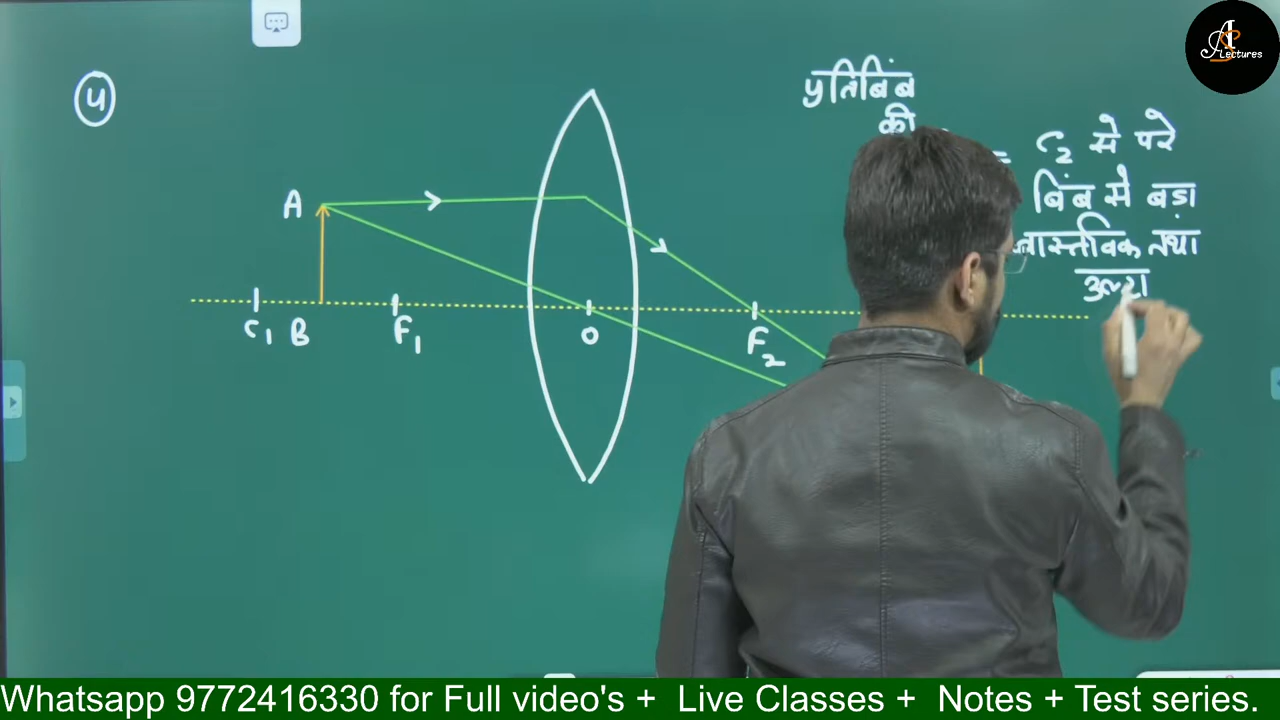 AS
Lectures
4
प्रतिबिंब
की
= C2 से परे
बिंब से बडा
वास्तविक तथा
उल्टा
A
C1 B F1 O F2
Whatsapp 9772416330 for Full video's + Live Classes + Notes + Test series.